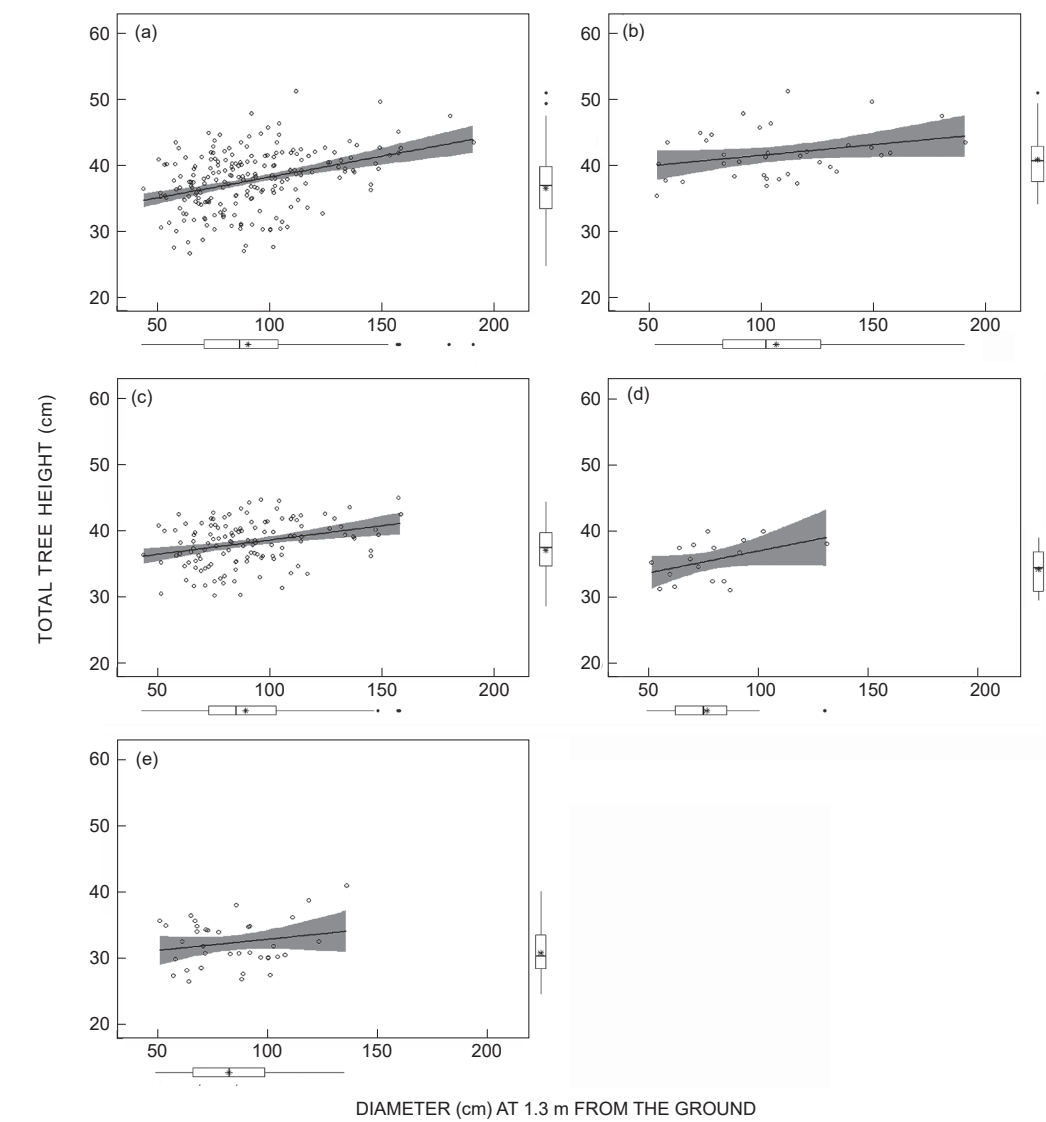 (a)
60
50
40
30
20
50 100 150 200
(b)
60
50
40
30
20
50 100 150 200
(c)
60
50
40
30
20
50 100 150 200
(d)
60
50
40
30
20
50 100 150 200
(e)
60
50
40
30
20
50 100 150 200
TOTAL TREE HEIGHT (cm)
DIAMETER (cm) AT 1.3 m FROM THE GROUND